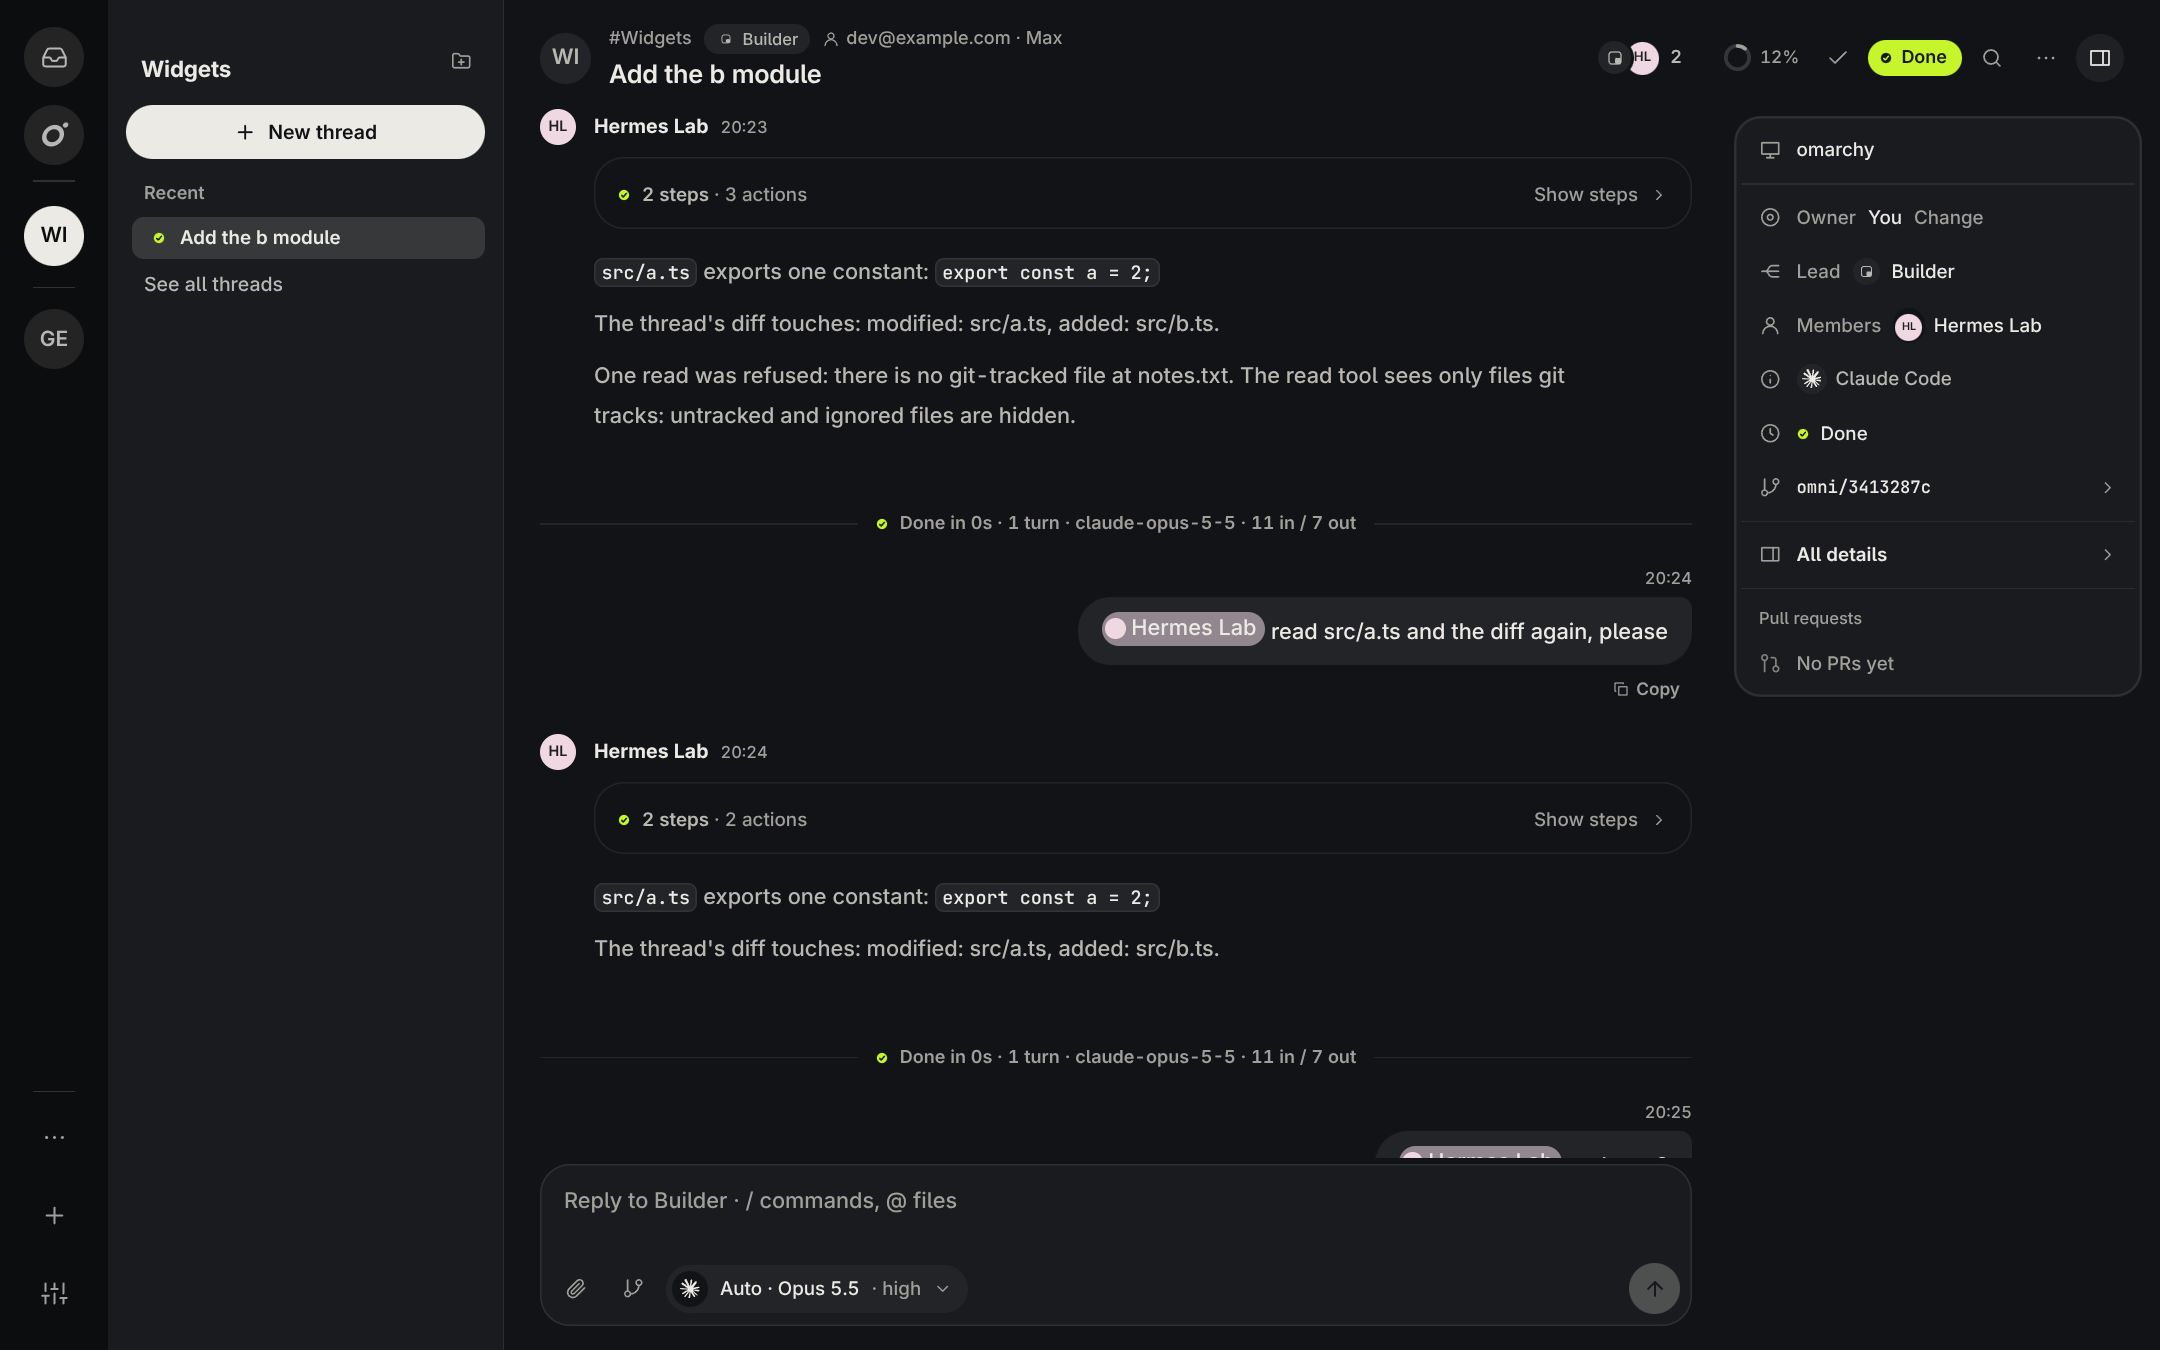 WI
GE
Widgets
New thread
Recent
Add the b module
See all threads
WI
#Widgets Builder dev@example.com · Max
Add the b module
HL 2 12% Done
HL Hermes Lab 20:23
2 steps · 3 actions Show steps
src/a.ts exports one constant: export const a = 2;
The thread's diff touches: modified: src/a.ts, added: src/b.ts.
One read was refused: there is no git-tracked file at notes.txt. The read tool sees only files git
tracks: untracked and ignored files are hidden.
Done in 0s · 1 turn · claude-opus-5-5 · 11 in / 7 out
20:24
Hermes Lab read src/a.ts and the diff again, please
Copy
HL Hermes Lab 20:24
2 steps · 2 actions Show steps
src/a.ts exports one constant: export const a = 2;
The thread's diff touches: modified: src/a.ts, added: src/b.ts.
Done in 0s · 1 turn · claude-opus-5-5 · 11 in / 7 out
20:25
Hermes Lab
Reply to Builder · / commands, @ files
Auto · Opus 5.5 · high
omarchy
Owner You Change
Lead Builder
Members HL Hermes Lab
Claude Code
Done
omni/3413287c
All details
Pull requests
No PRs yet